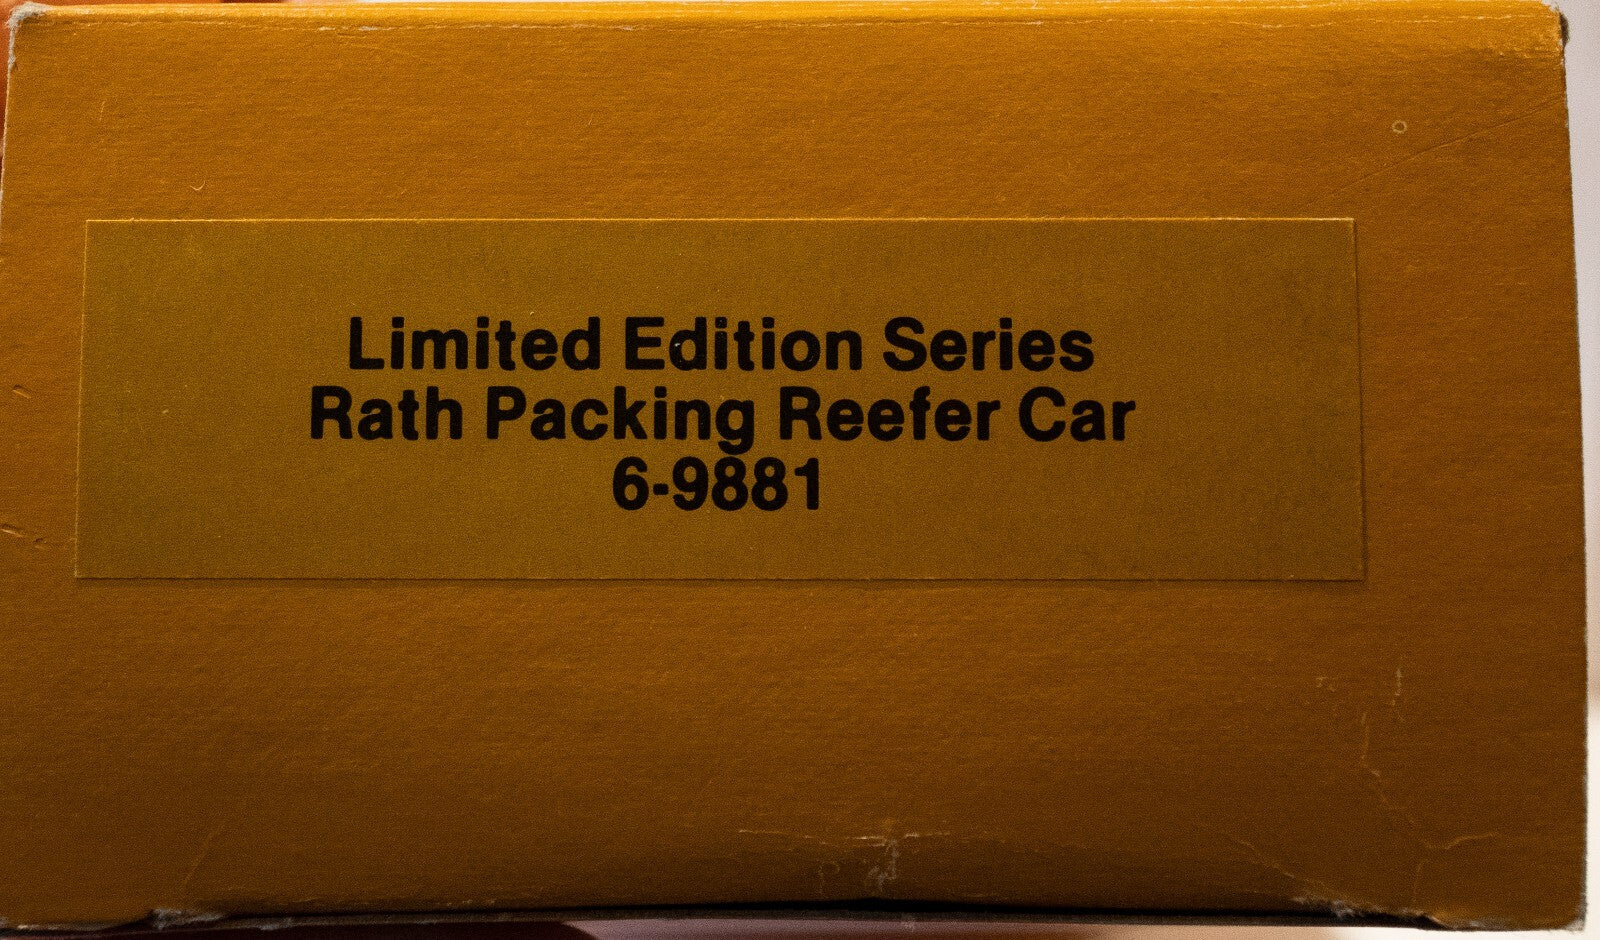 Limited Edition Series
Rath Packing Reefer Car
6-9881